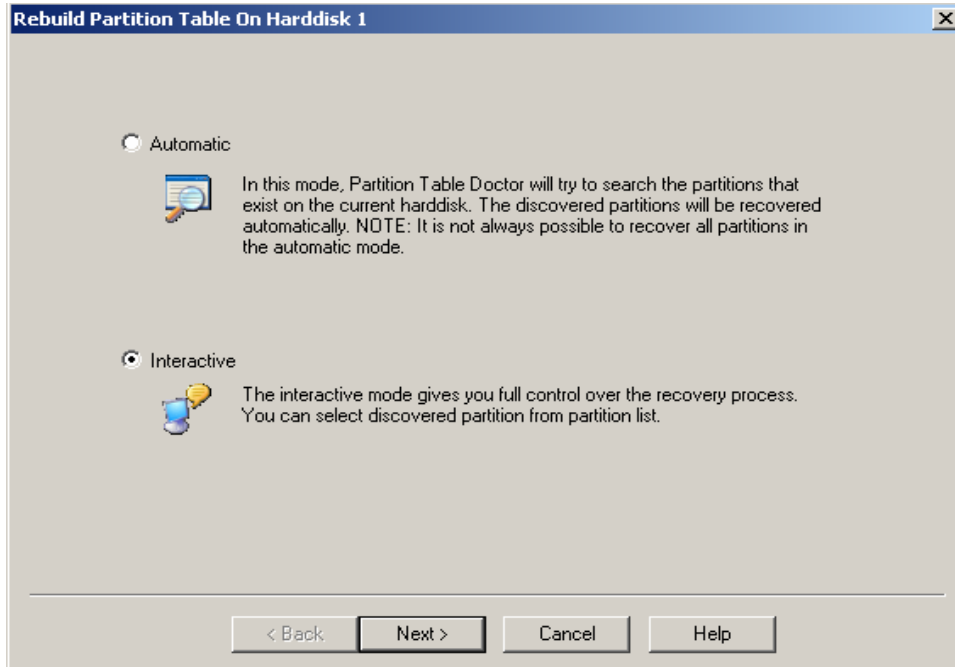 Rebuild Partition Table On Harddisk 1
Automatic
In this mode, Partition Table Doctor will try to search the partitions that
exist on the current harddisk. The discovered partitions will be recovered
automatically. NOTE: It is not always possible to recover all partitions in
the automatic mode.
Interactive
The interactive mode gives you full control over the recovery process.
You can select discovered partition from partition list.
< Back
Next >
Cancel
Help